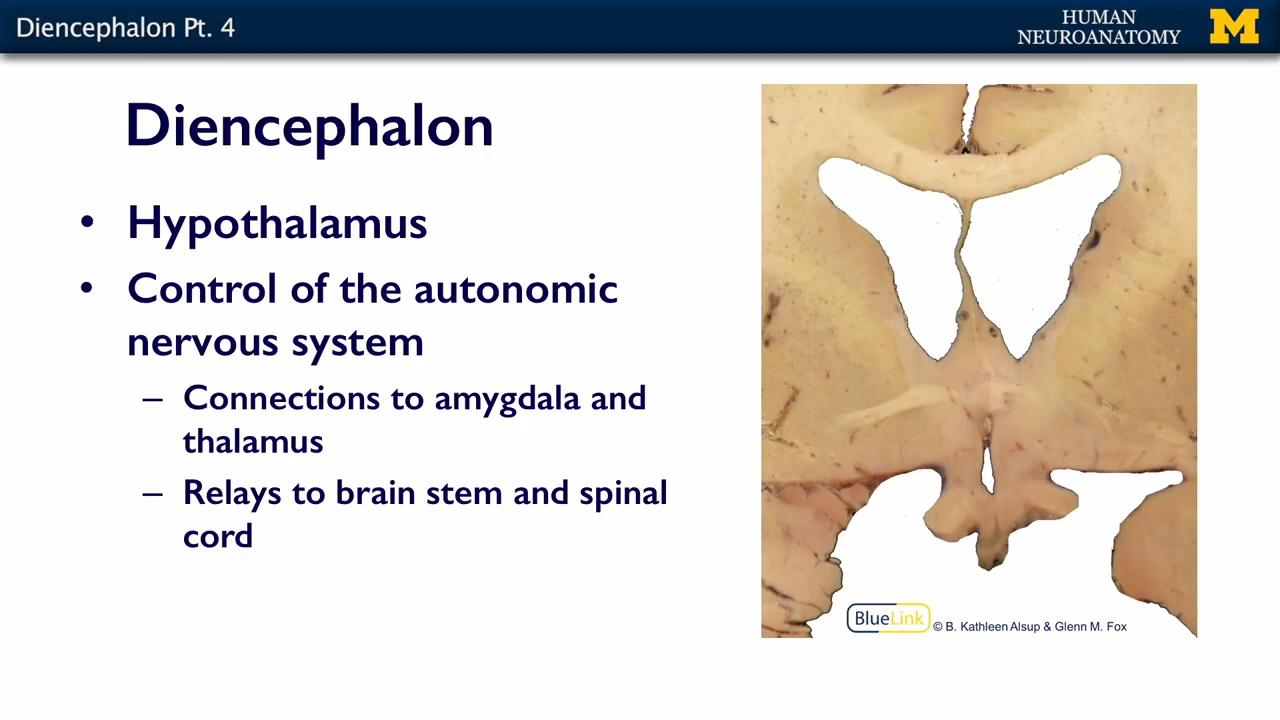 Diencephalon Pt. 4
HUMAN
NEUROANATOMY
M
Diencephalon
• Hypothalamus
• Control of the autonomic
nervous system
– Connections to amygdala and
thalamus
– Relays to brain stem and spinal
cord
BlueLink © B. Kathleen Alsup & Glenn M. Fox